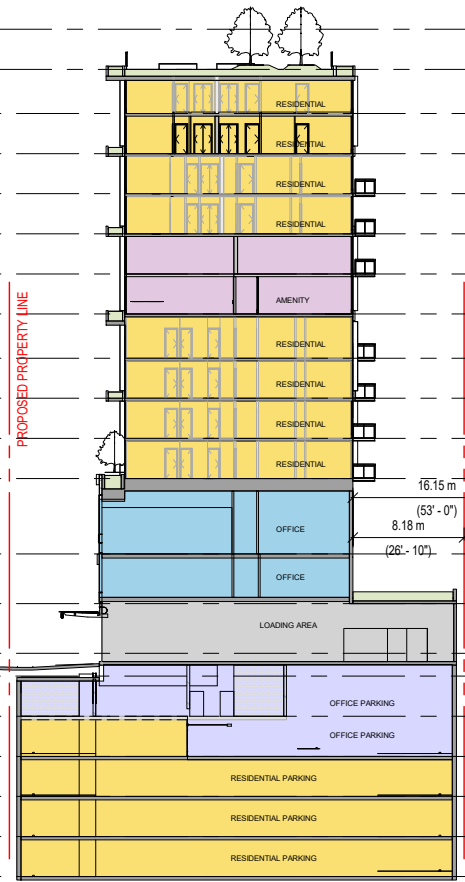 RESIDENTIAL
RESIDENTIAL
RESIDENTIAL
RESIDENTIAL
AMENITY
PROPOSED PROPERTY LINE
RESIDENTIAL
RESIDENTIAL
RESIDENTIAL
RESIDENTIAL
16.15 m
(53' - 0")
8.18 m
(26' - 10")
OFFICE
OFFICE
LOADING AREA
OFFICE PARKING
OFFICE PARKING
RESIDENTIAL PARKING
RESIDENTIAL PARKING
RESIDENTIAL PARKING